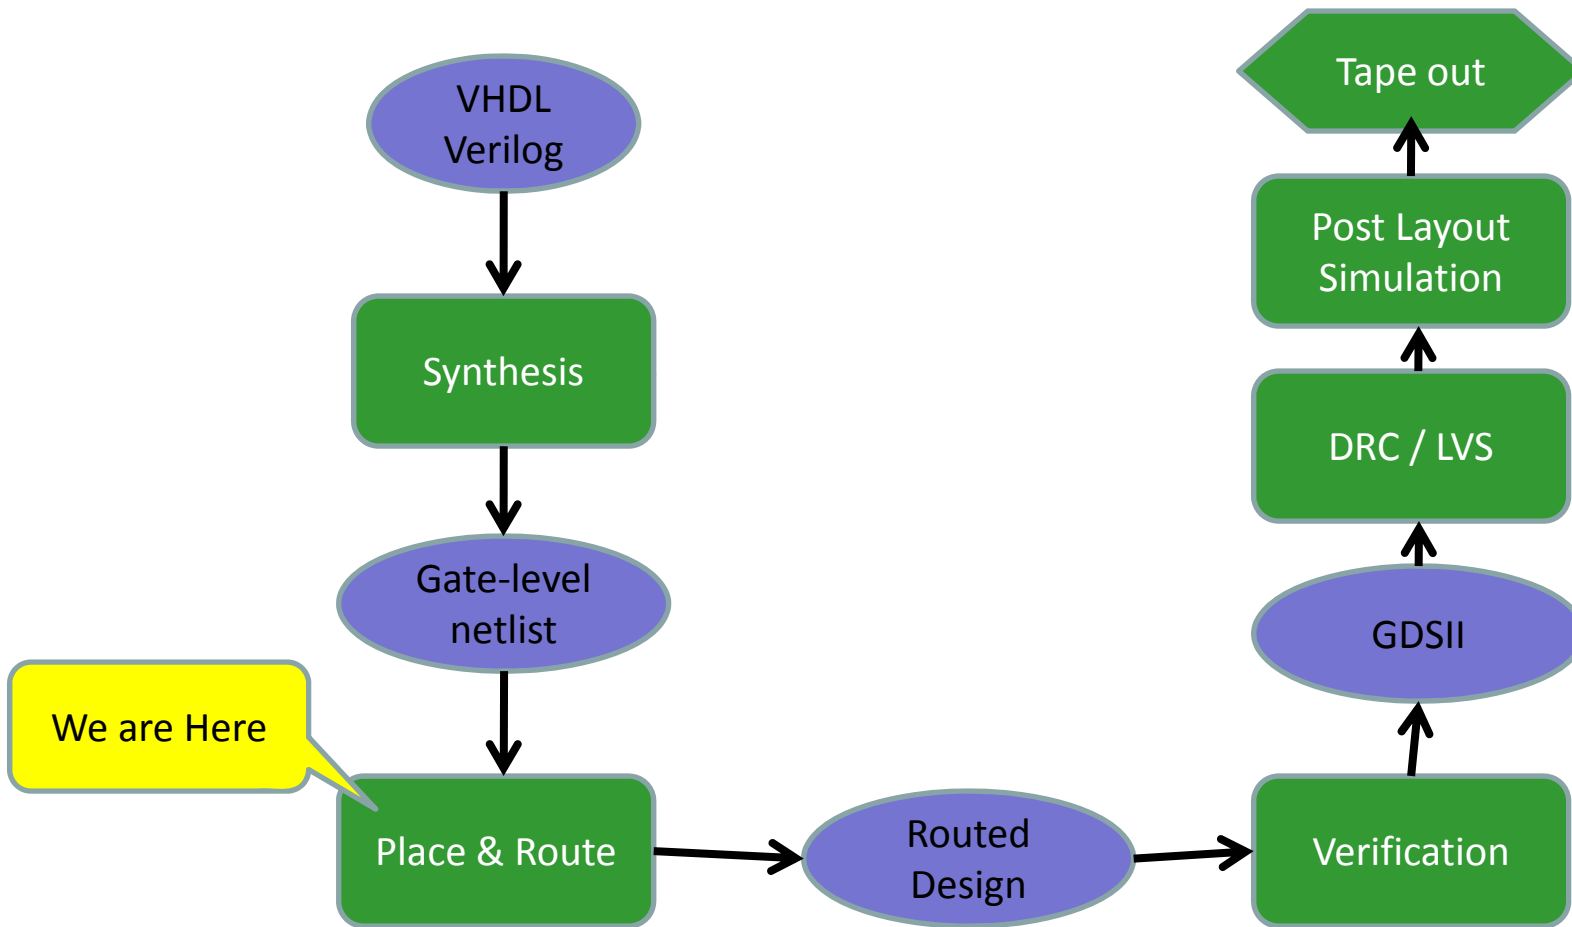 VHDL
Verilog
Synthesis
Gate-level
netlist
We are Here
Place & Route
Routed
Design
Verification
GDSII
DRC / LVS
Post Layout
Simulation
Tape out